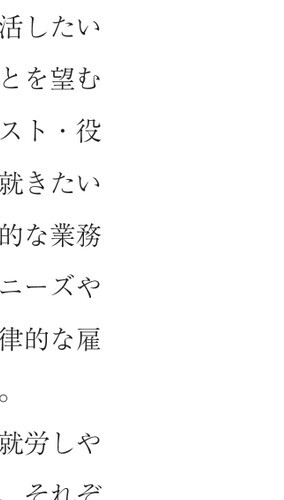 活したい
とを望む
スト・役
就きたい
的な業務
ニーズや
律的な雇
。
就労しや
、それぞ